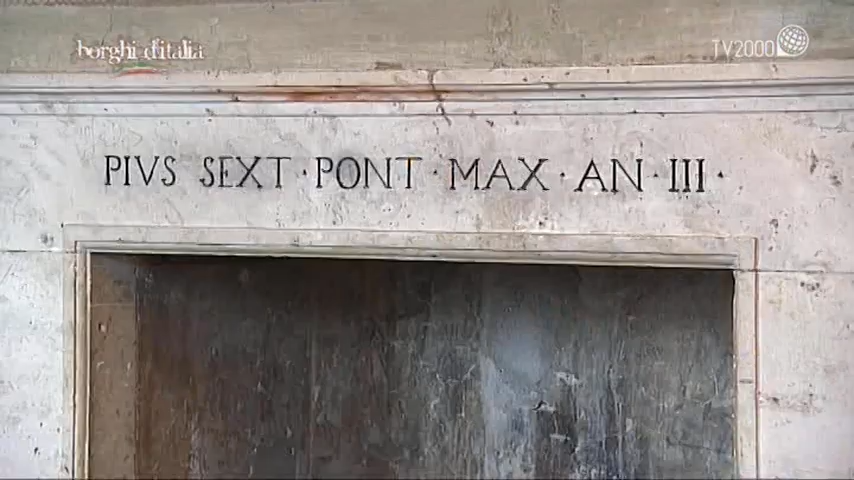 borghi d'italia
TV2000
PIVS SEXT · PONT · MAX · AN · III ·